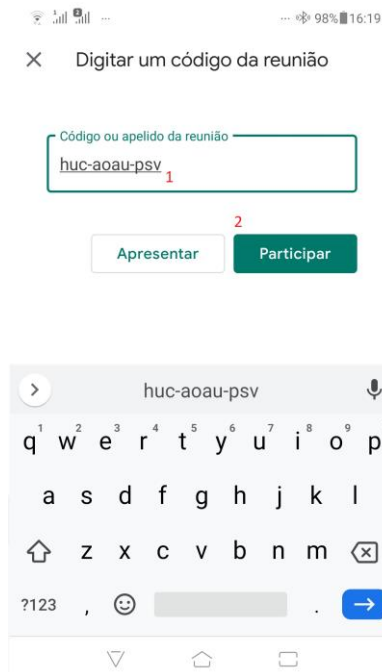 98% 16:19
Digitar um código da reunião
Código ou apelido da reunião
huc-aoau-psv
1
2
Apresentar
Participar
huc-aoau-psv
1 2 3 4 5 6 7 8 9
q w e r t y u i o p
a s d f g h j k l
z x c v b n m
?123 , .